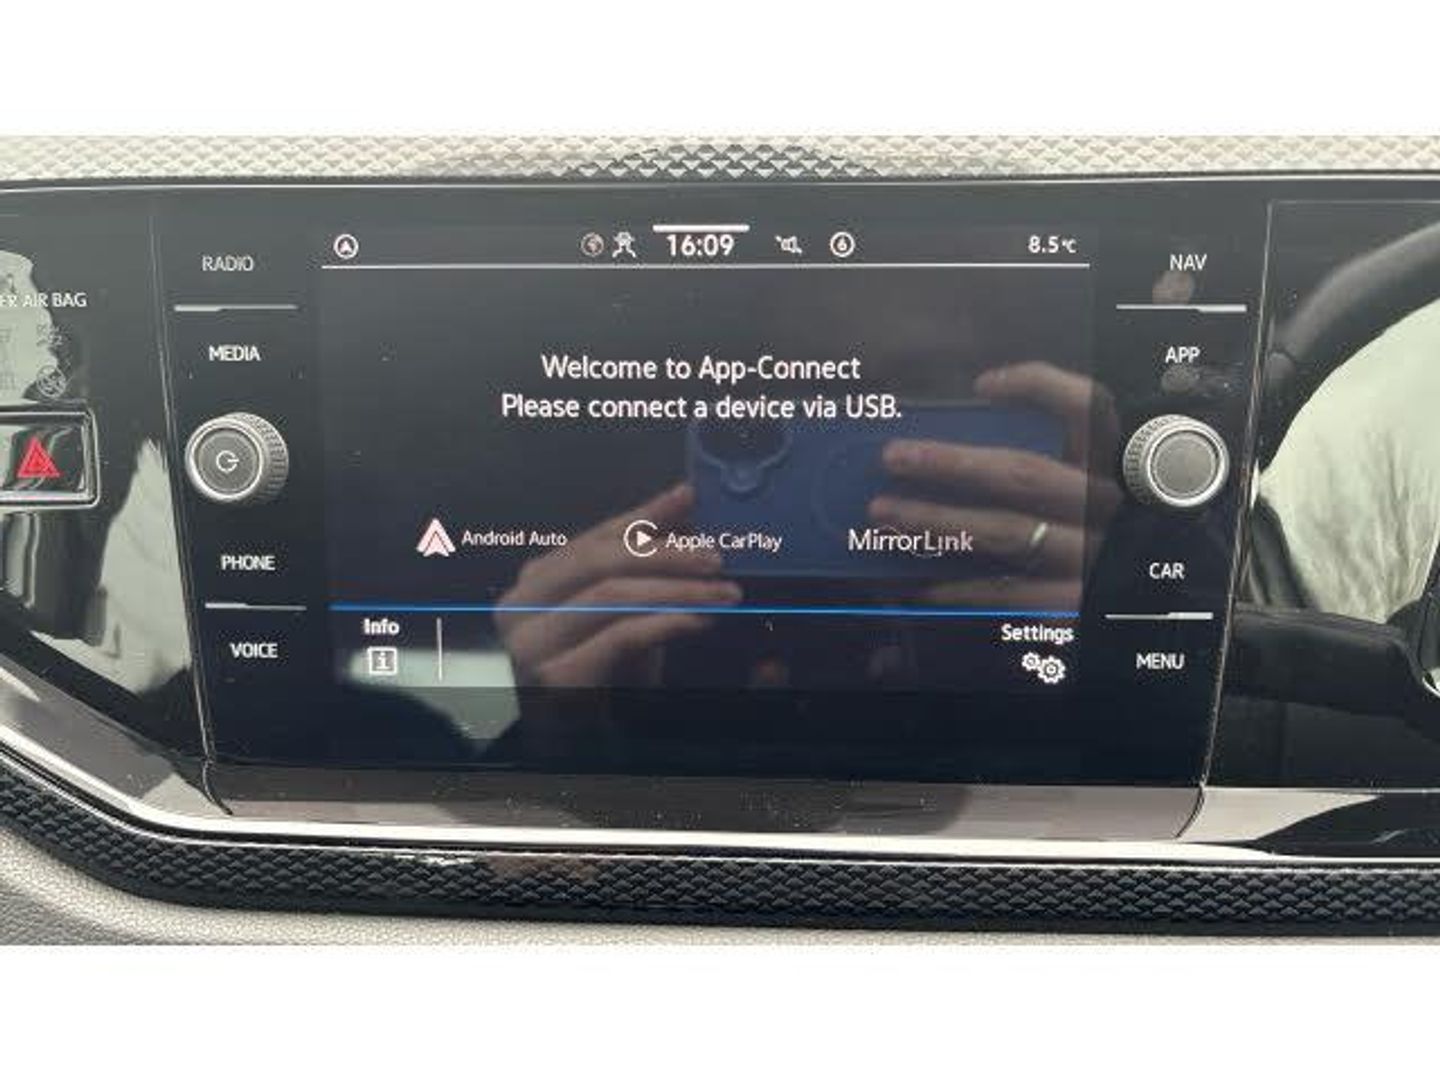 RADIO
MEDIA
PHONE
VOICE
AIR BAG
16:09
6
8.5°C
Welcome to App-Connect
Please connect a device via USB.
Android Auto
Apple CarPlay
MirrorLink
Info
Settings
NAV
APP
CAR
MENU